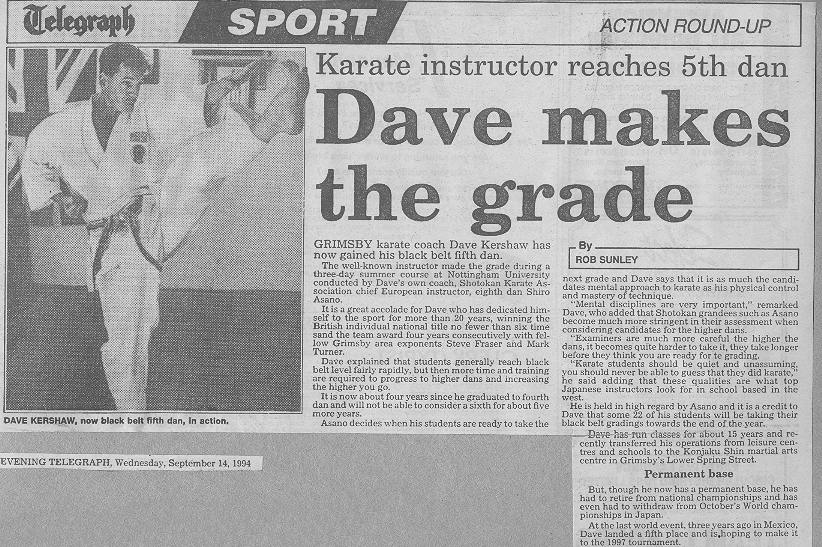 Telegraph
SPORT
ACTION ROUND-UP
Karate instructor reaches 5th dan
Dave makes
the grade
DAVE KERSHAW, now black belt fifth dan, in action.
GRIMSBY karate coach Dave Kershaw has
now gained his black belt fifth dan.
The well-known instructor made the grade during a
three-day summer course at Nottingham University
conducted by Dave's own coach, Shotokan Karate As-
sociation chief European instructor, eighth dan Shiro
Asano.
It is a great accolade for Dave who has dedicated him-
self to the sport for more than 20 years, winning the
British individual national title no fewer than six time
sand the team award four years consecutively with fel-
low Grimsby area exponents Steve Fraser and Mark
Turner.
Dave explained that students generally reach black
belt level fairly rapidly, but then more time and training
are required to progress to higher dans and increasing
the higher you go.
It is now about four years since he graduated to fourth
dan and will not be able to consider a sixth for about five
more years.
Asano decides when his students are ready to take the
By
ROB SUNLEY
next grade and Dave says that it is as much the candi-
dates mental approach to karate as his physical control
and mastery of technique.
"Mental disciplines are very important," remarked
Dave, who added that Shotokan grandees such as Asano
become much more stringent in their assessment when
considering candidates for the higher dans.
"Examiners are much more careful the higher the
dans, it becomes quite harder to take it, they take longer
before they think you are ready for te grading.
"Karate students should be quiet and unassuming,
you should never be able to guess that they did karate,"
he said adding that these qualities are what top
Japanese instructors look for in school based in the
west.
He is held in high regard by Asano and it is a credit to
Dave that some 22 of his students will be taking their
black belt gradings towards the end of the year.
Dave has run classes for about 15 years and re-
cently transferred his operations from leisure cen-
tres and schools to the Konjaku Shin martial arts
centre in Grimsby's Lower Spring Street.
Permanent base
But, though he now has a permanent base, he has
had to retire from national championships and has
even had to withdraw from October's World cham-
pionships in Japan.
At the last world event, three years ago in Mexico,
Dave landed a fifth place and is hoping to make it
to the 1997 tournament.
EVENING TELEGRAPH, Wednesday, September 14, 1994